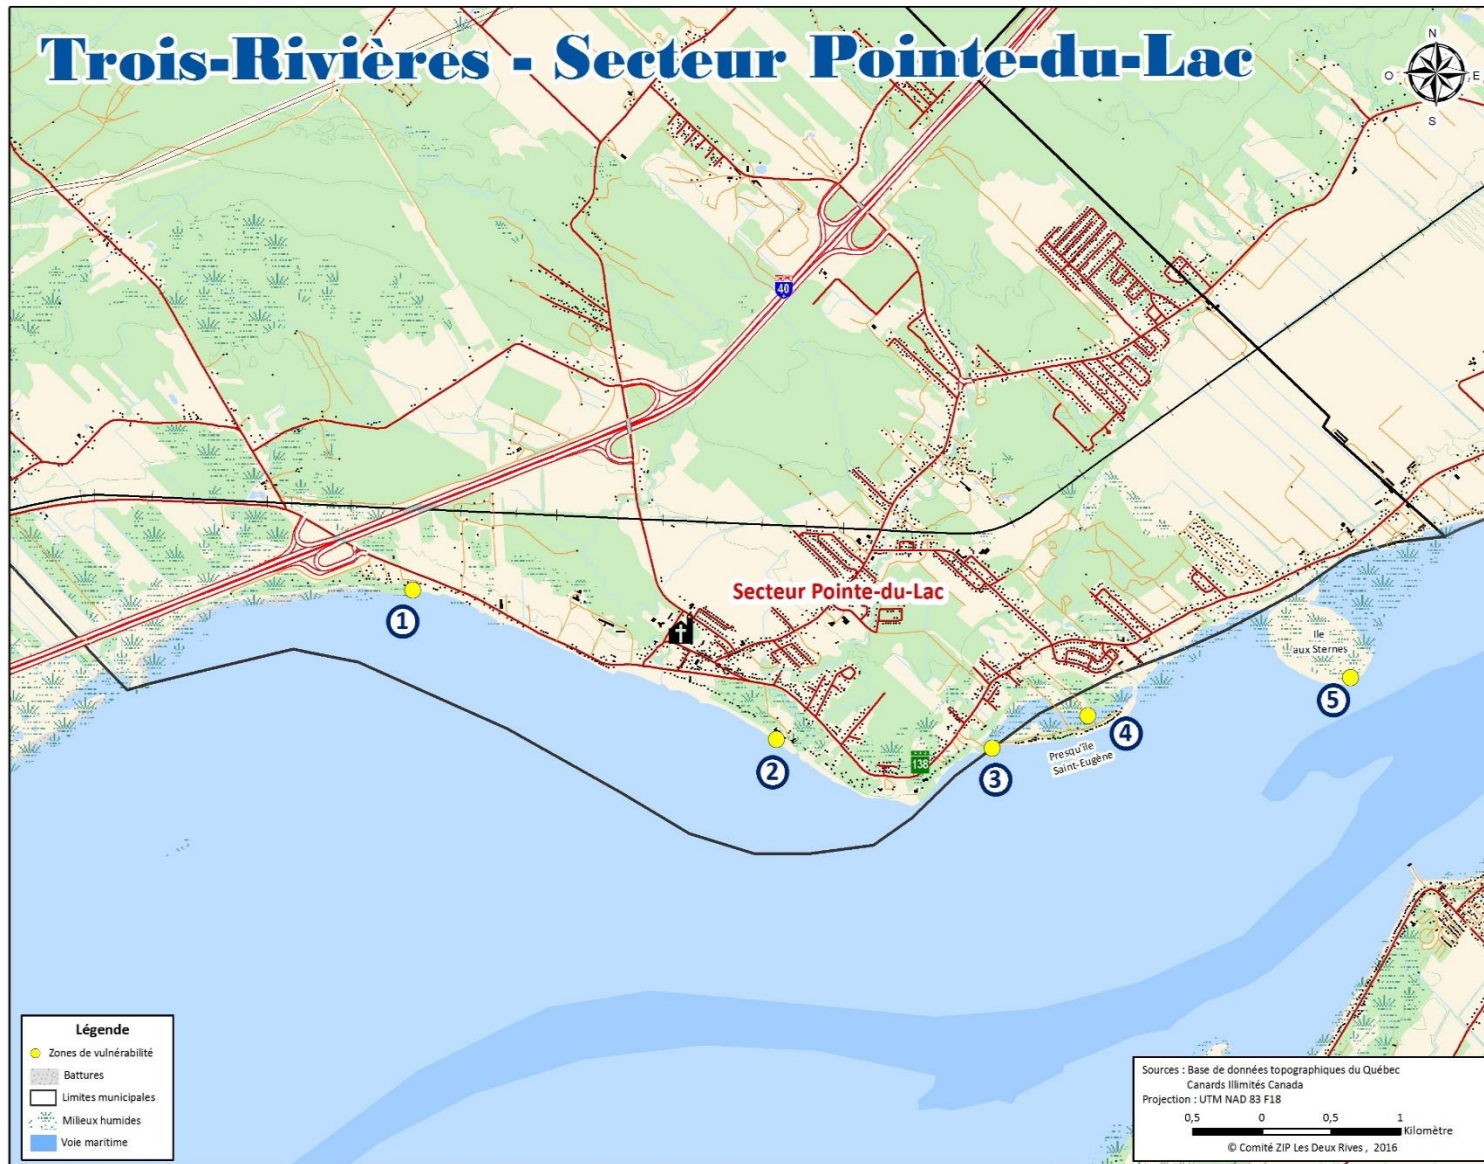 Trois-Rivières - Secteur Pointe-du-Lac
N
O
E
S
40
Secteur Pointe-du-Lac
1
2
138
3
4
5
Ile
aux Sternes
Presqu'île
Saint-Eugène
Légende
Zones de vulnérabilité
Battures
Limites municipales
Milieux humides
Voie maritime
Sources : Base de données topographiques du Québec
Canards Illimités Canada
Projection : UTM NAD 83 F18
0,5 0 0,5 1
Kilomètre
© Comité ZIP Les Deux Rives , 2016